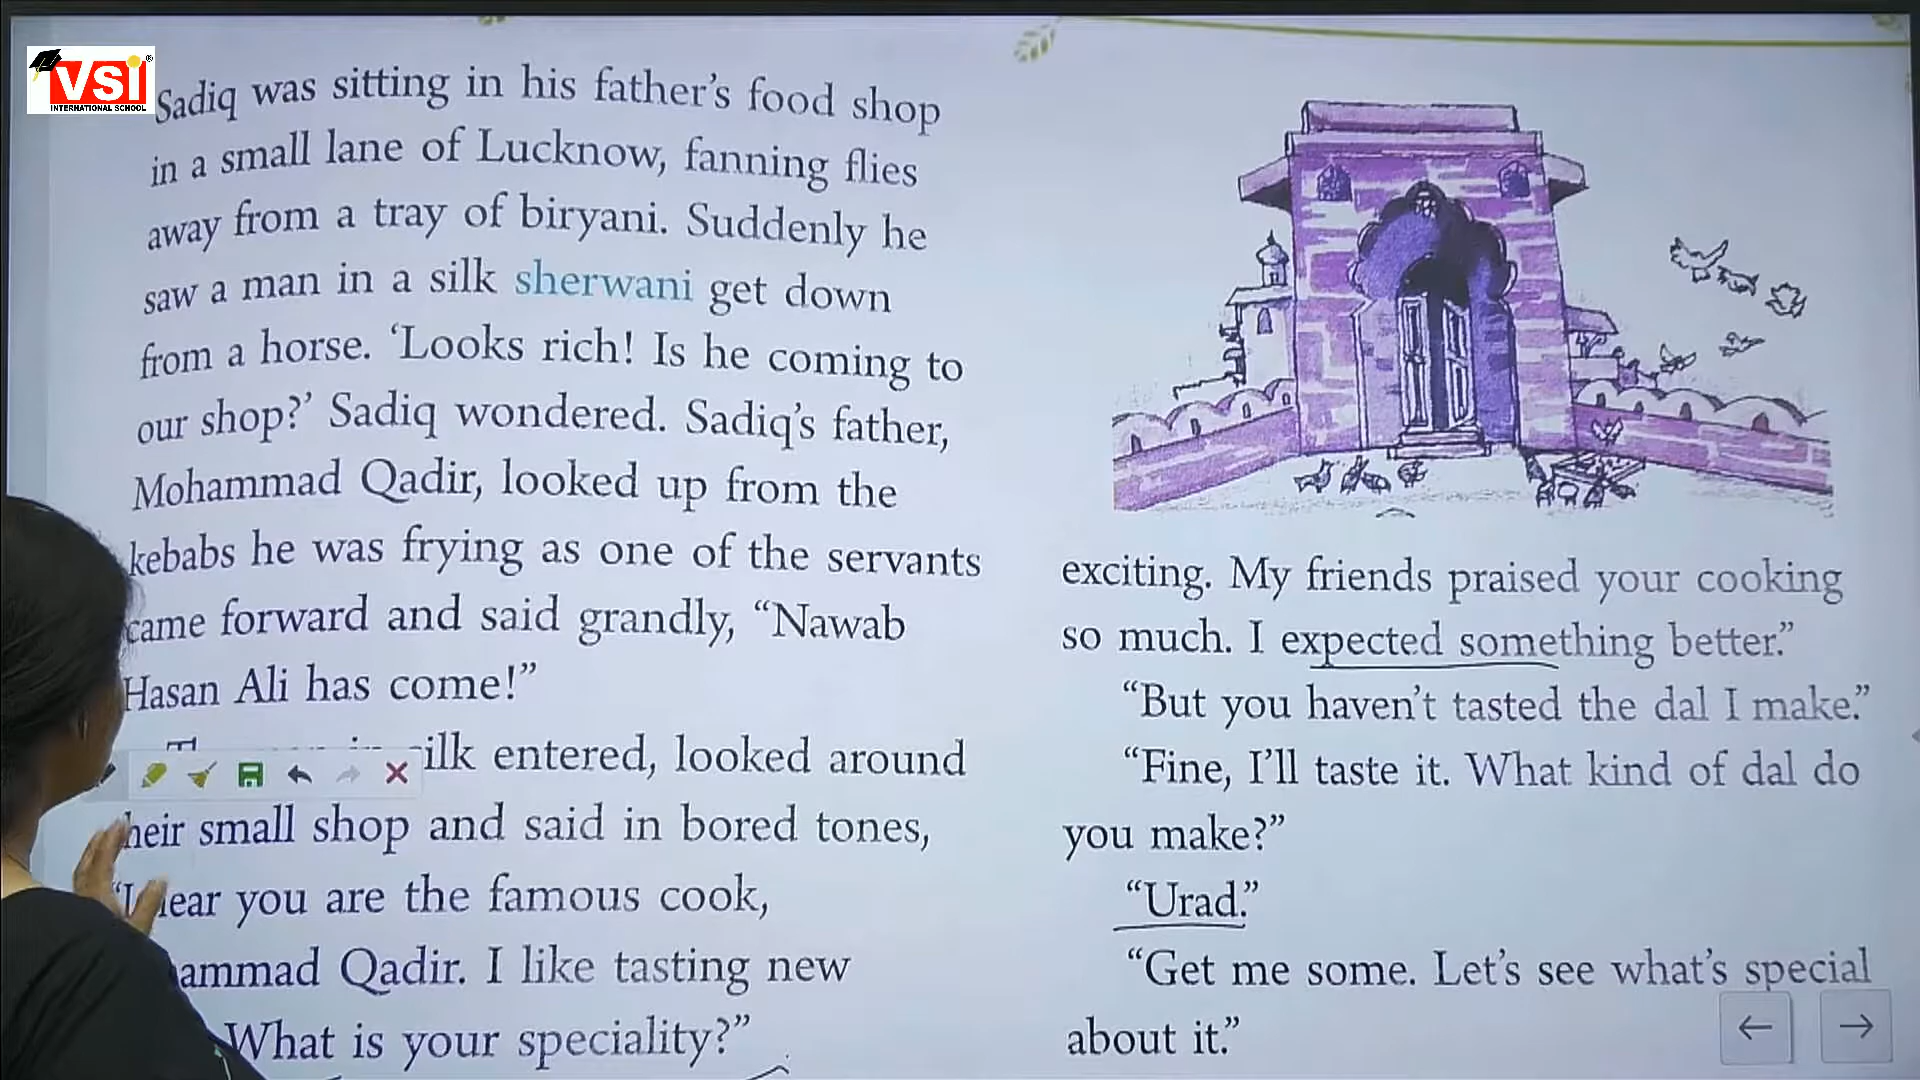 VSI
INTERNATIONAL SCHOOL
Sadiq was sitting in his father's food shop
in a small lane of Lucknow, fanning flies
away from a tray of biryani. Suddenly he
saw a man in a silk sherwani get down
from a horse. ‘Looks rich! Is he coming to
our shop?’ Sadiq wondered. Sadiq’s father,
Mohammad Qadir, looked up from the
kebabs he was frying as one of the servants
came forward and said grandly, “Nawab
Hasan Ali has come!”
entered, looked around
small shop and said in bored tones,
you are the famous cook,
Qadir. I like tasting new
What is your speciality?”
exciting. My friends praised your cooking
so much. I expected something better.”
“But you haven’t tasted the dal I make.”
“Fine, I’ll taste it. What kind of dal do
you make?”
“Urad.”
“Get me some. Let’s see what’s special
about it.”